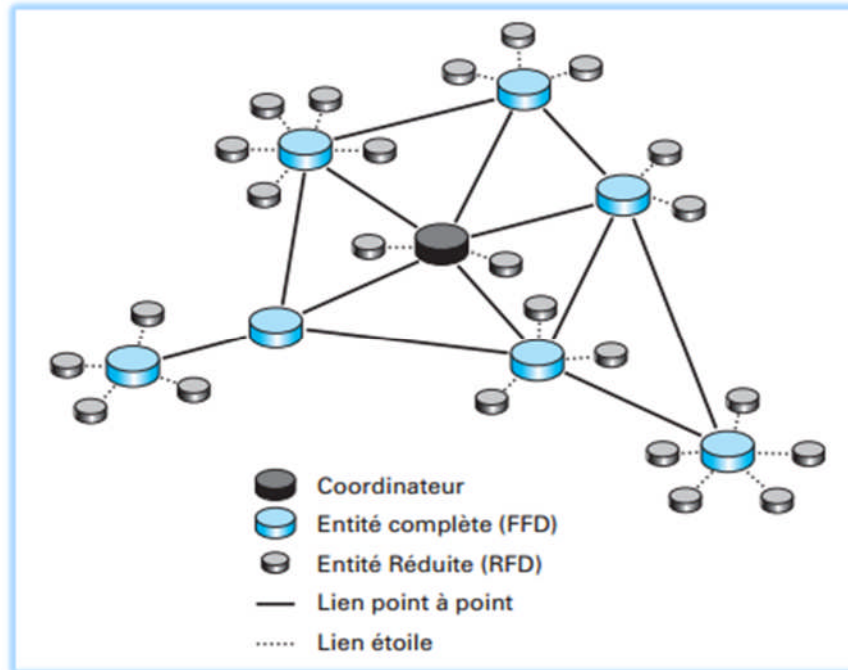 Coordinateur
Entité complète (FFD)
Entité Réduite (RFD)
Lien point à point
Lien étoile